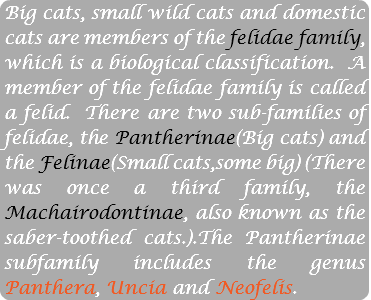 Big cats, small wild cats and domestic
cats are members of the felidae family,
which is a biological classification. A
member of the felidae family is called
a felid. There are two sub-families of
felidae, the Pantherinae(Big cats) and
the Felinae(Small cats,some big) (There
was once a third family, the
Machairodontinae, also known as the
saber-toothed cats.).The Pantherinae
subfamily includes the genus
Panthera, Uncia and Neofelis.